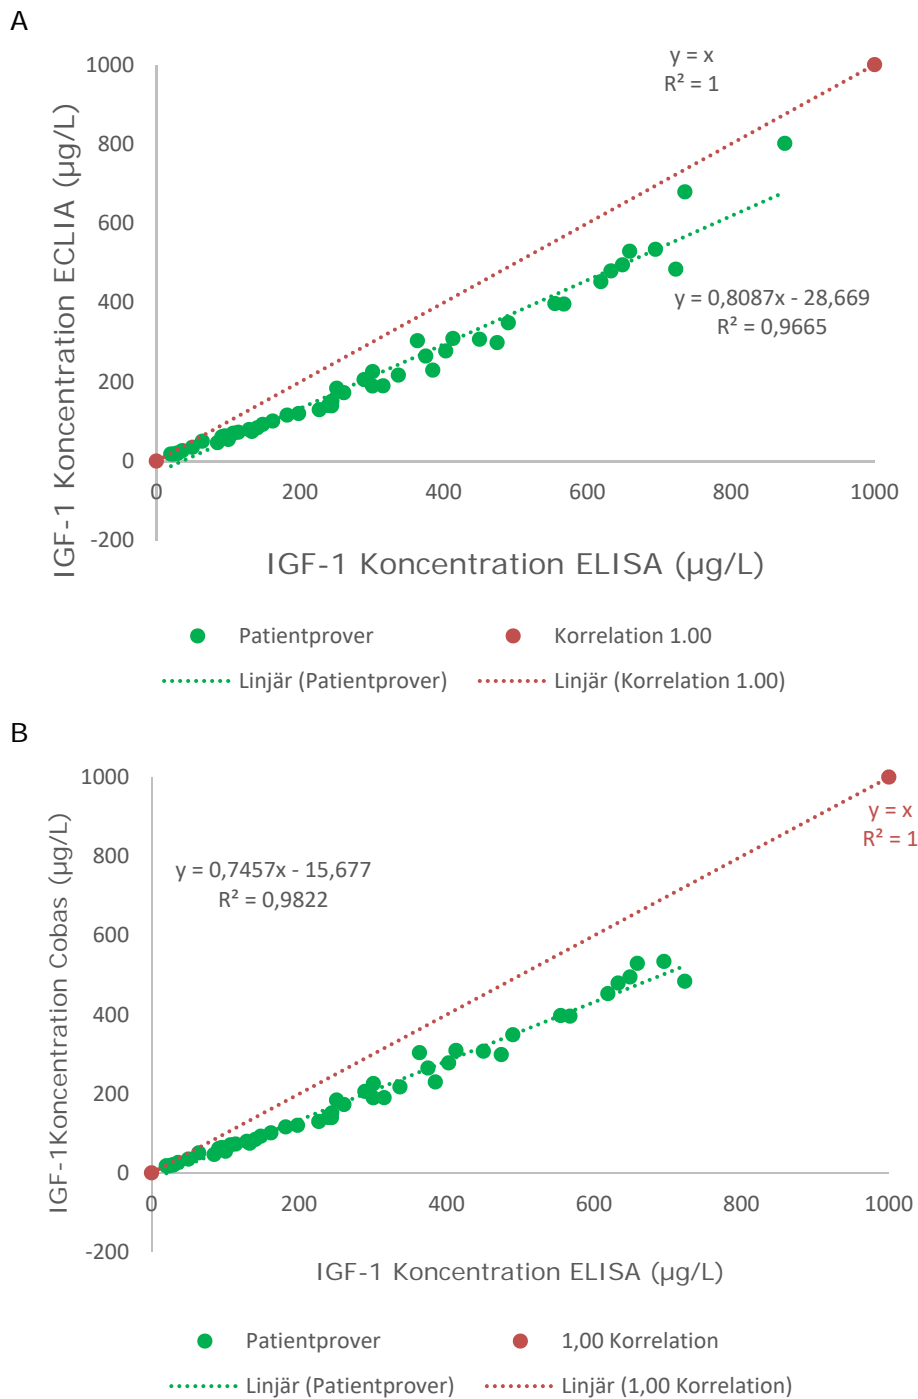 A
y = x
R² = 1
1000
800
600
400
200
0
-200
IGF-1 Koncentration ECLIA (µg/L)
y = 0,8087x - 28,669
R² = 0,9665
0 200 400 600 800 1000
IGF-1 Koncentration ELISA (µg/L)
Patientprover Korrelation 1.00
Linjär (Patientprover) Linjär (Korrelation 1.00)
B
1000
800
600
400
200
0
-200
IGF-1Koncentration Cobas (µg/L)
y = x
R² = 1
y = 0,7457x - 15,677
R² = 0,9822
0 200 400 600 800 1000
IGF-1 Koncentration ELISA (µg/L)
Patientprover 1,00 Korrelation
Linjär (Patientprover) Linjär (1,00 Korrelation)